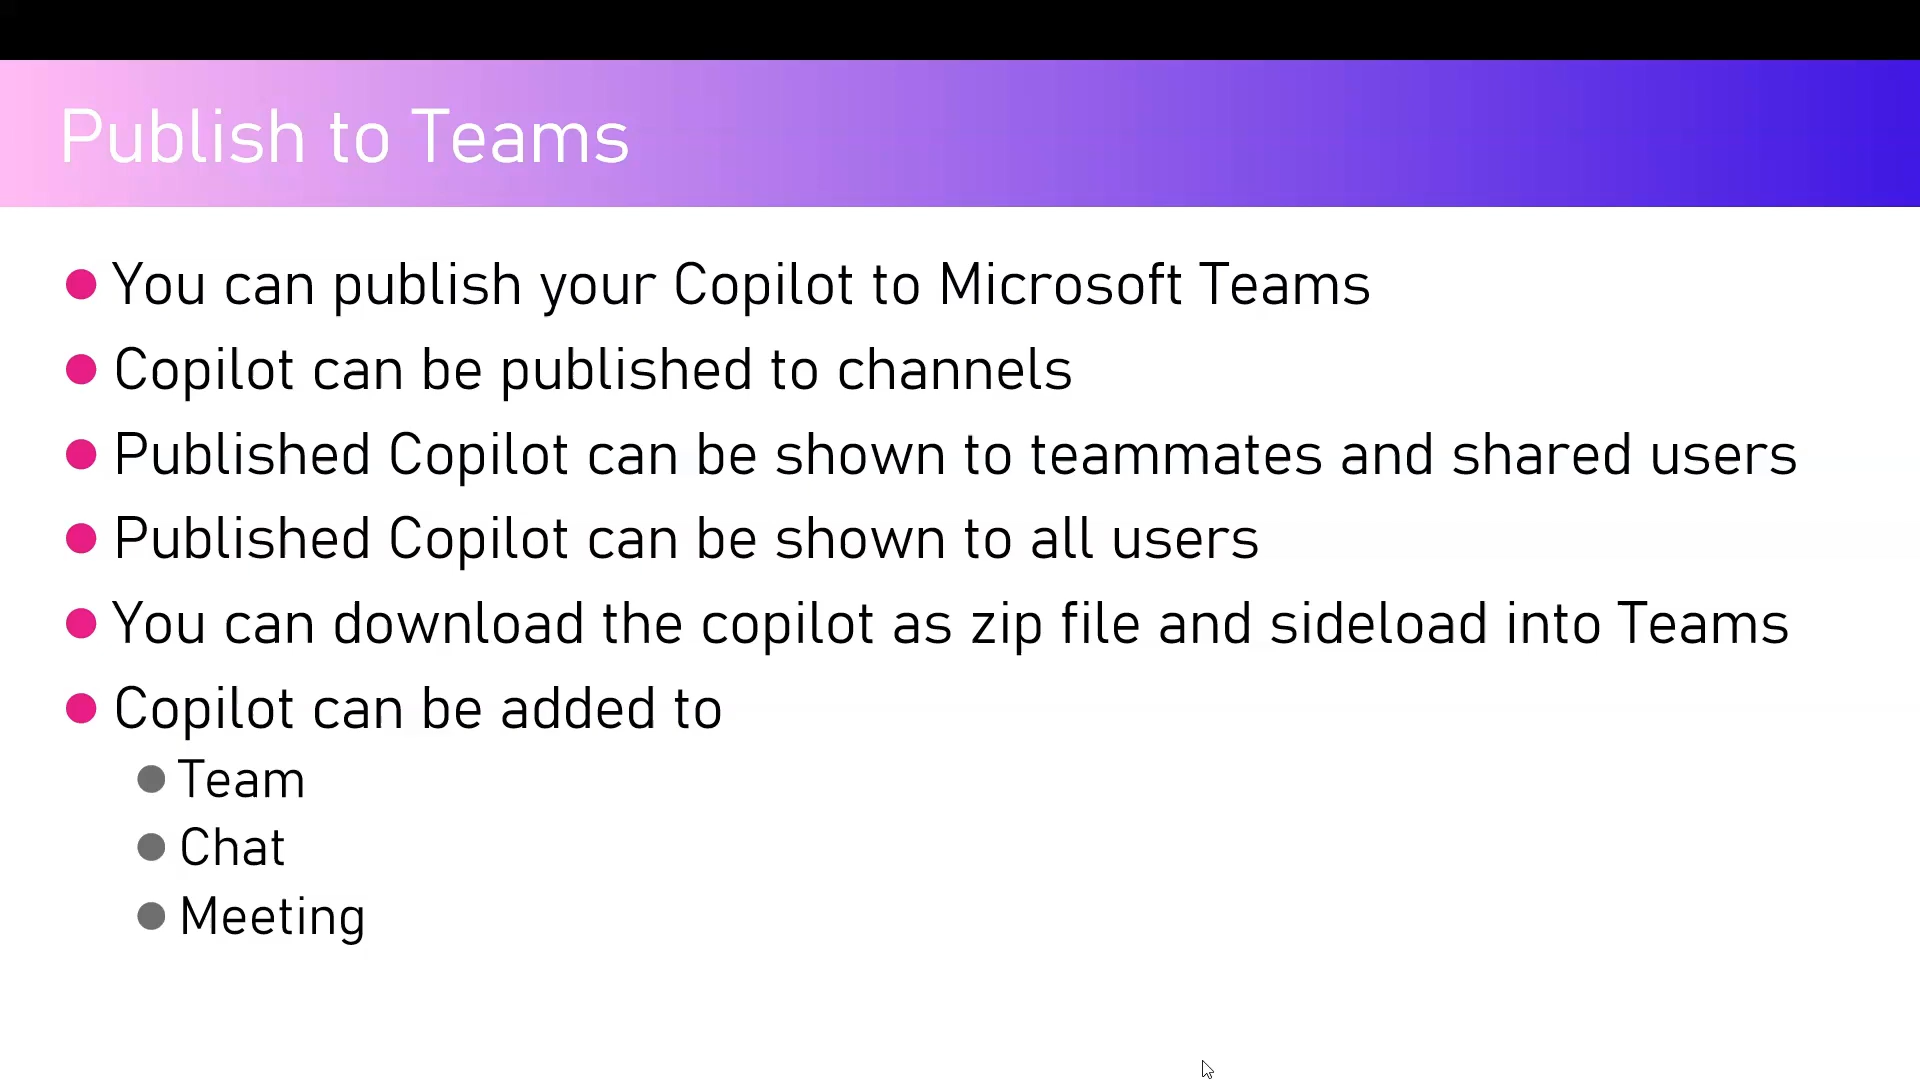 Publish to Teams
You can publish your Copilot to Microsoft Teams
Copilot can be published to channels
Published Copilot can be shown to teammates and shared users
Published Copilot can be shown to all users
You can download the copilot as zip file and sideload into Teams
Copilot can be added to
Team
Chat
Meeting